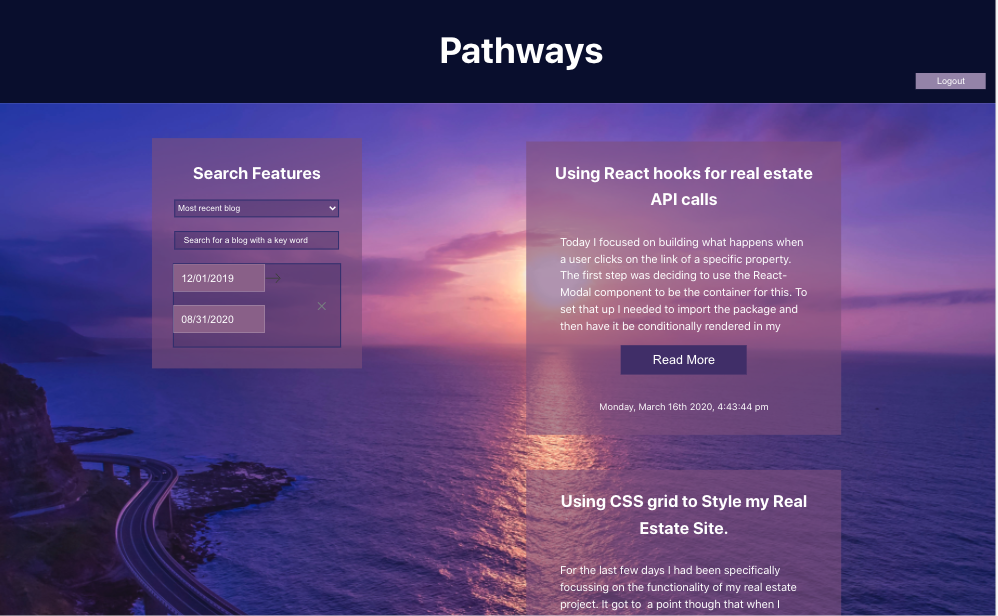 Pathways
Logout
Search Features
Most recent blog
Search for a blog with a key word
12/01/2019
08/31/2020
Using React hooks for real estate
API calls
Today I focused on building what happens when
a user clicks on the link of a specific property.
The first step was deciding to use the React-
Modal component to be the container for this. To
set that up I needed to import the package and
then have it be conditionally rendered in my
Read More
Monday, March 16th 2020, 4:43:44 pm
Using CSS grid to Style my Real
Estate Site.
For the last few days I had been specifically
focussing on the functionality of my real estate
project. It got to  a point though that when I